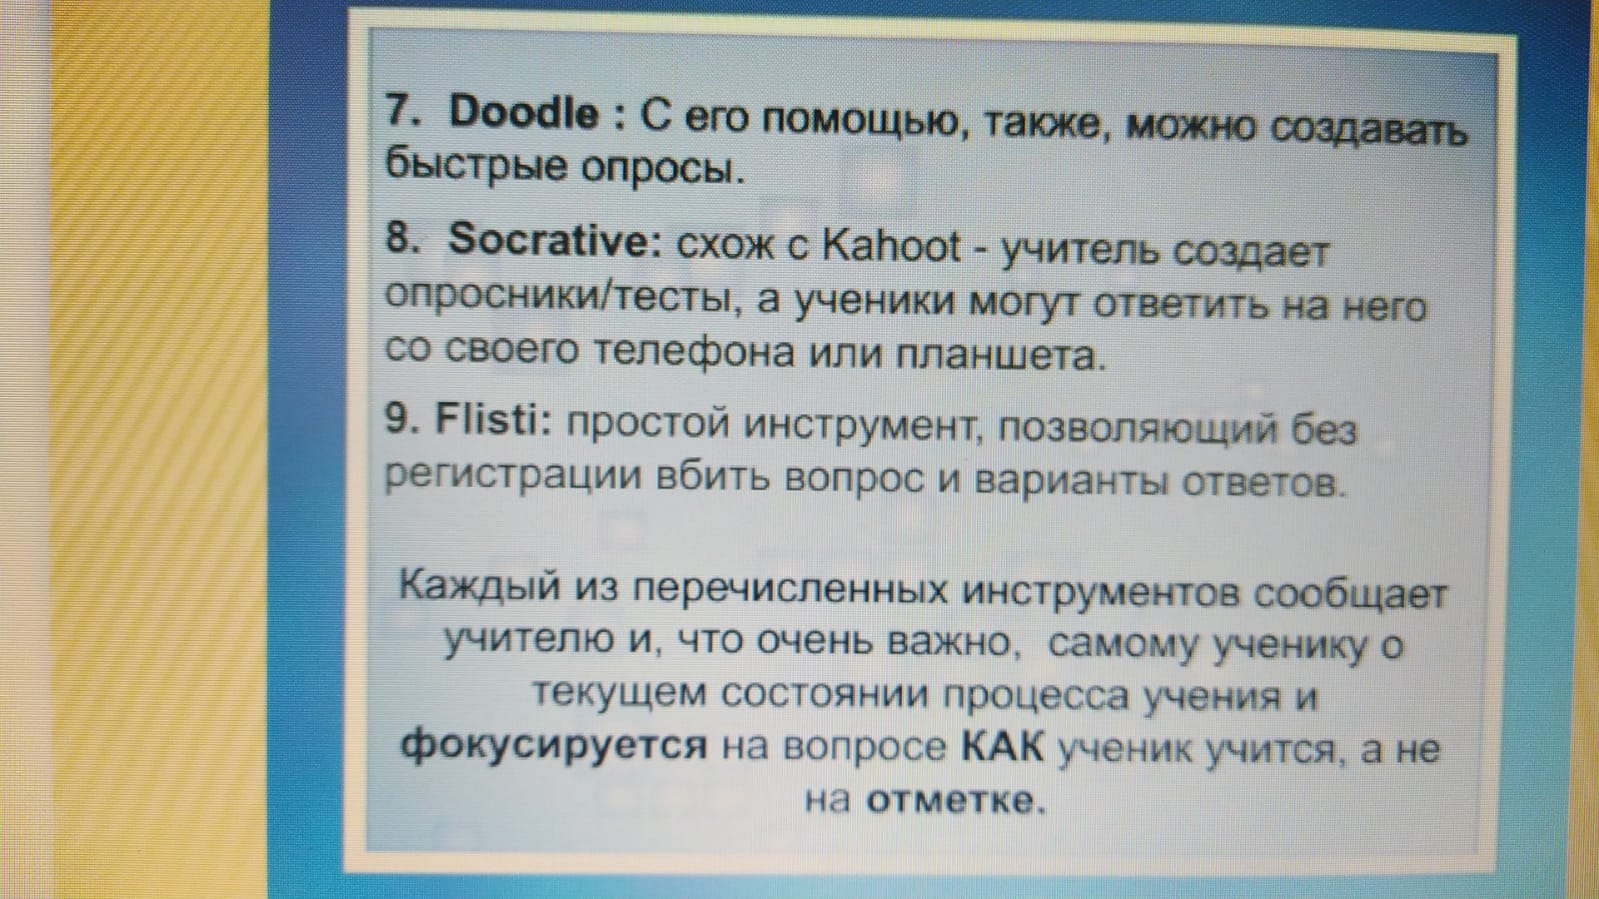 7. Doodle : С его помощью, также, можно создавать
быстрые опросы.
8. Socrative: схож с Kahoot - учитель создает
опросники/тесты, а ученики могут ответить на него
со своего телефона или планшета.
9. Flisti: простой инструмент, позволяющий без
регистрации вбить вопрос и варианты ответов.
Каждый из перечисленных инструментов сообщает
учителю и, что очень важно, самому ученику о
текущем состоянии процесса учения и
фокусируется на вопросе КАК ученик учится, а не
на отметке.